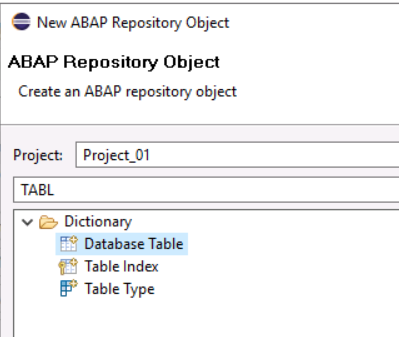 New ABAP Repository Object
ABAP Repository Object
Create an ABAP repository object
Project: Project_01
TABL
Dictionary
Database Table
Table Index
Table Type